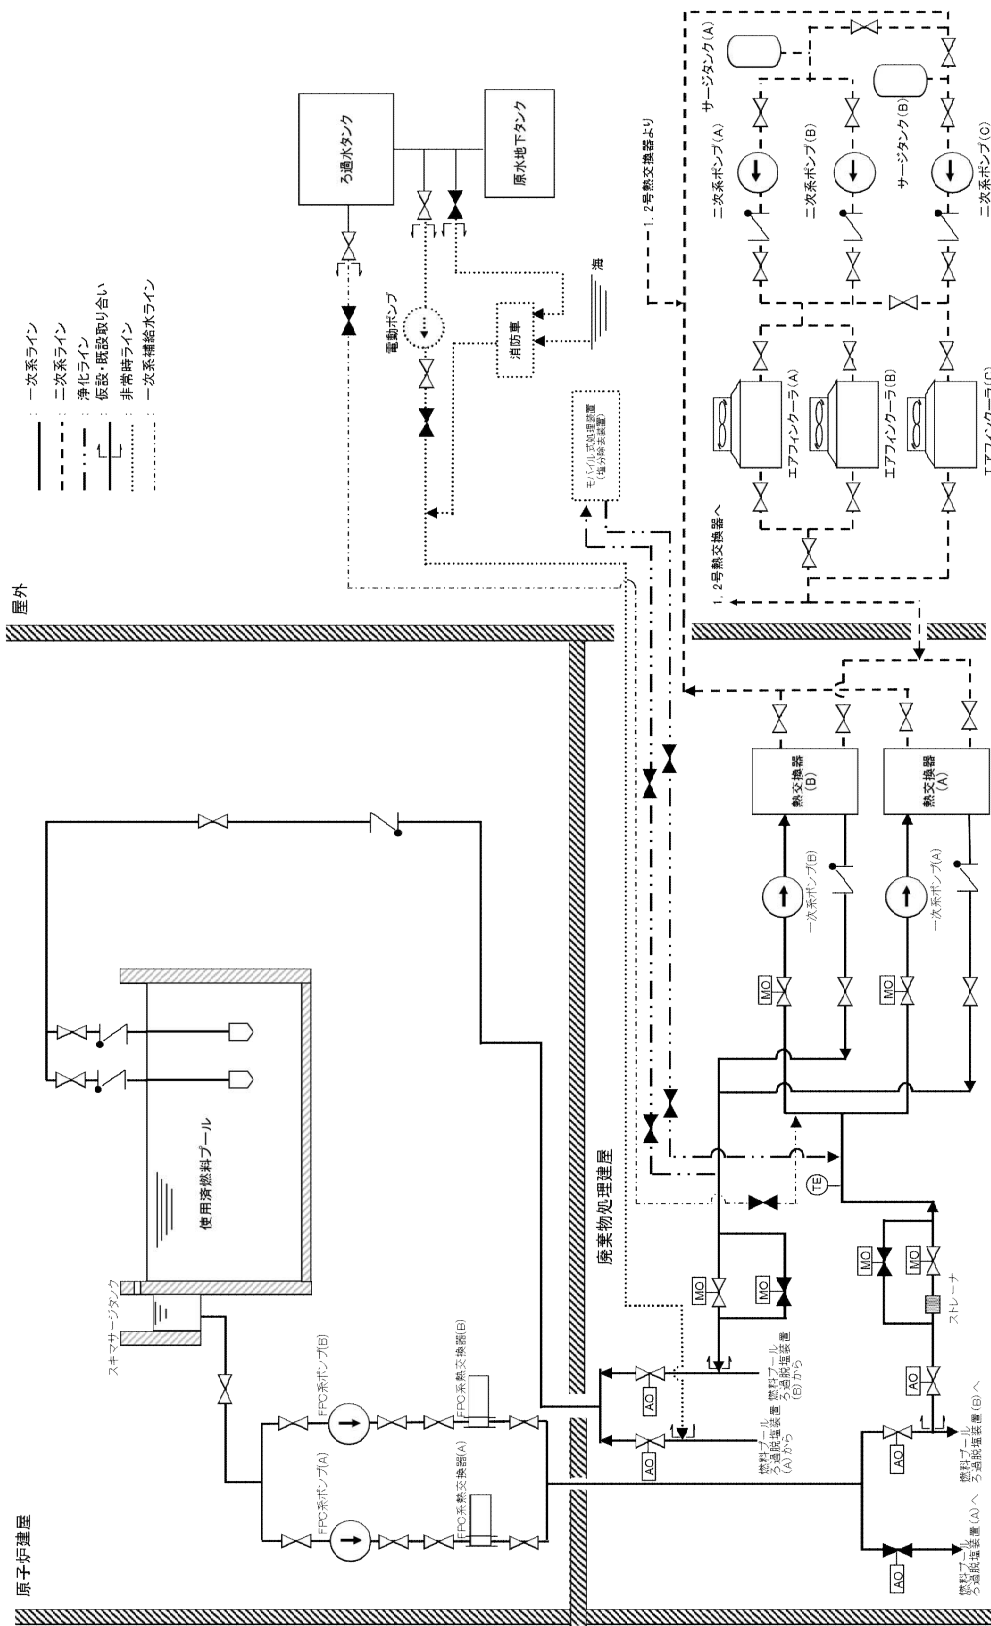 原子炉建屋
屋外
廃棄物処理建屋
： 一次系ライン
： 二次系ライン
： 浄化ライン
： 仮設・既設取り合い
： 非常時ライン
： 一次系補給水ライン
スキマサージタンク
使用済燃料プール
FPC系ポンプ(B)
FPC系ポンプ(A)
FPC系熱交換器(B)
FPC系熱交換器(A)
ろ過水タンク
原水地下タンク
電動ポンプ
消防車
海
モバイル式処理装置
(塩分除去装置)
サージタンク(A)
サージタンク(B)
二次系ポンプ(A)
二次系ポンプ(B)
二次系ポンプ(C)
1，2号熱交換器より
1，2号熱交換器へ
エアフィンクーラ(A)
エアフィンクーラ(B)
エアフィンクーラ(C)
熱交換器
(B)
熱交換器
(A)
一次系ポンプ(B)
一次系ポンプ(A)
MO
MO
MO
MO
MO
MO
TE
ストレーナ
AO
AO
AO
AO
AO
燃料プール
ろ過脱塩装置
(A)から
燃料プール
ろ過脱塩装置
(B)から
燃料プール
ろ過脱塩装置(A)へ
燃料プール
ろ過脱塩装置(B)へ